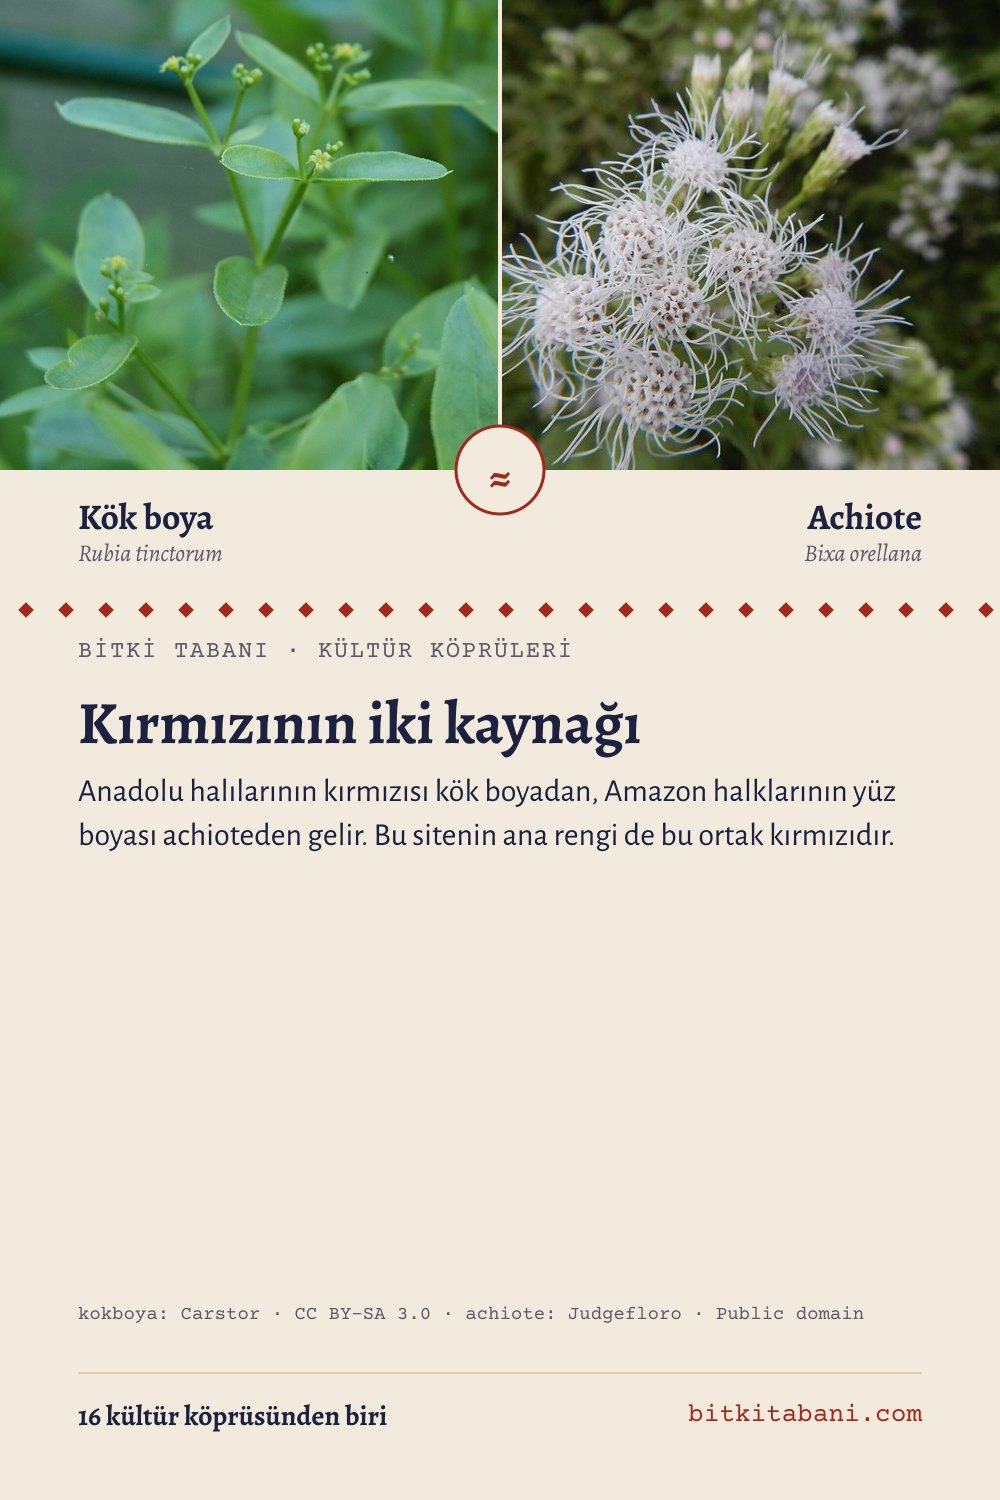 ≈
Kök boya
Rubia tinctorum
Achiote
Bixa orellana
BİTKİ TABANI · KÜLTÜR KÖPRÜLERİ
Kırmızının iki kaynağı
Anadolu halılarının kırmızısı kök boyadan, Amazon halklarının yüz
boyası achioteden gelir. Bu sitenin ana rengi de bu ortak kırmızıdır.
kokboya: Carstor · CC BY-SA 3.0 · achiote: Judgefloro · Public domain
16 kültür köprüsünden biri
bitkitabani.com